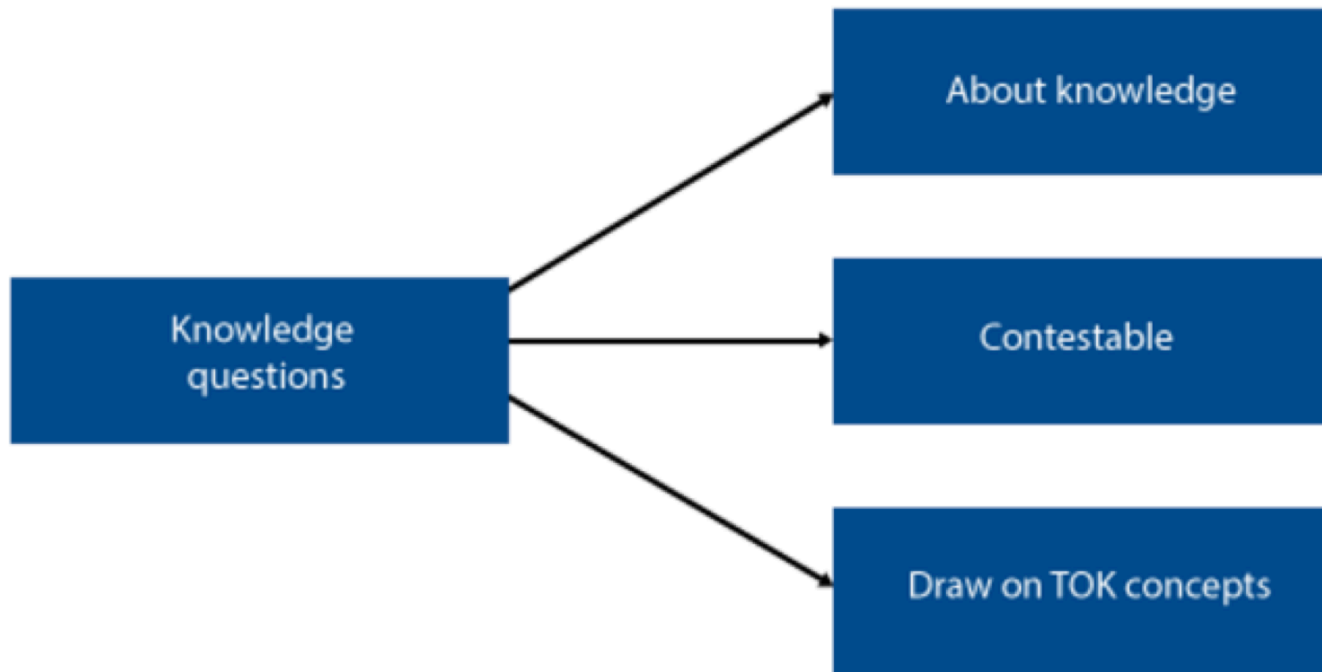 Knowledge
questions
About knowledge
Contestable
Draw on TOK concepts